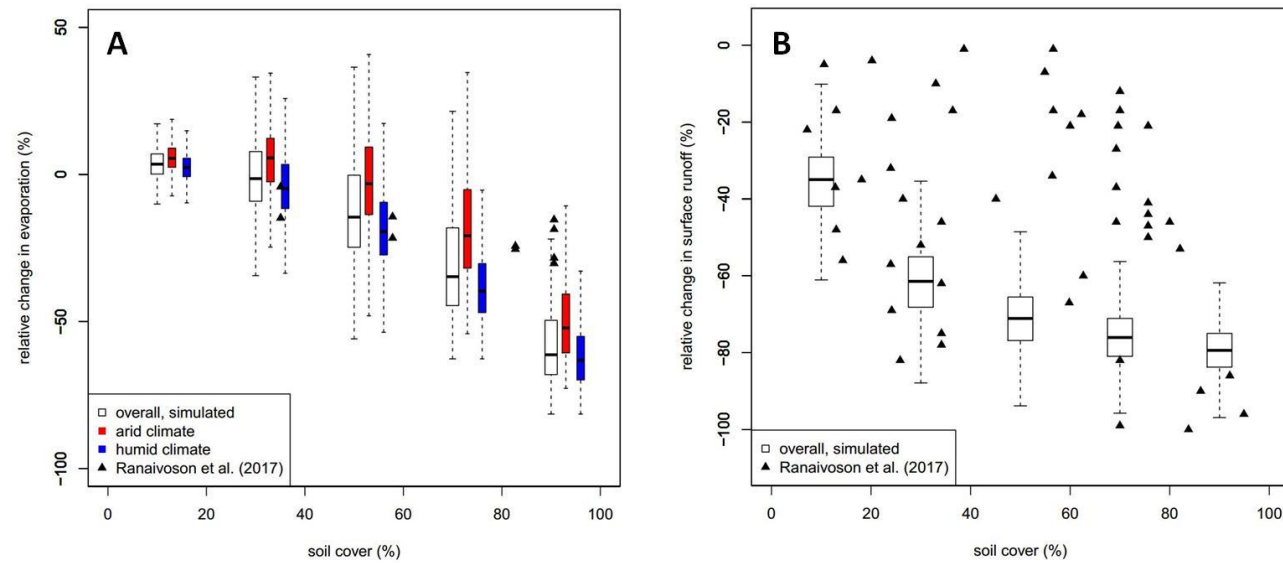 A
relative change in evaporation (%)
50
0
−50
−100
overall, simulated
arid climate
humid climate
Ranaivoson et al. (2017)
0 20 40 60 80 100
soil cover (%)
B
relative change in surface runoff (%)
0
−20
−40
−60
−80
−100
overall, simulated
Ranaivoson et al. (2017)
0 20 40 60 80 100
soil cover (%)